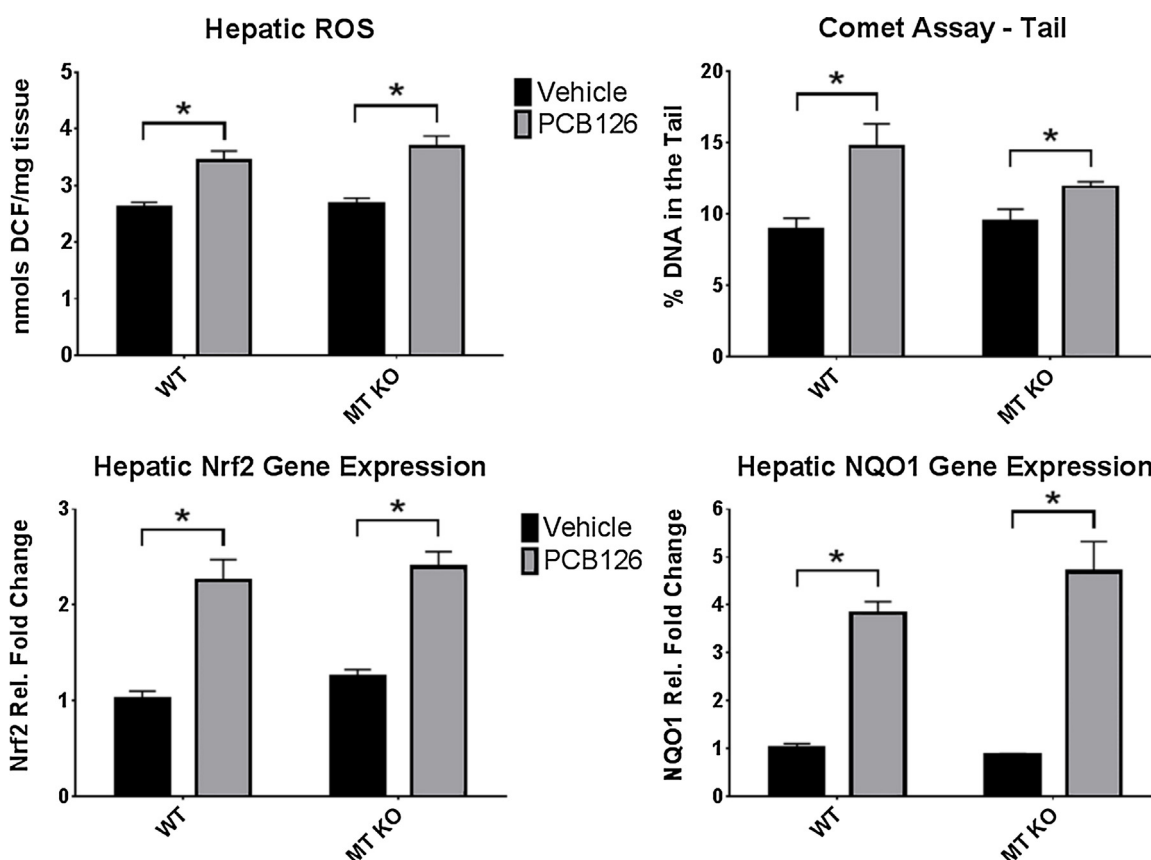 Hepatic ROS
nmols DCF/mg tissue
5
4
3
2
1
0
*
*
WT
MT KO
Vehicle
PCB126
Comet Assay - Tail
% DNA in the Tail
20
15
10
5
0
*
*
WT
MT KO
Hepatic Nrf2 Gene Expression
Nrf2 Rel. Fold Change
3
2
1
0
*
*
WT
MT KO
Vehicle
PCB126
Hepatic NQO1 Gene Expression
NQO1 Rel. Fold Change
6
5
4
3
2
1
0
*
*
WT
MT KO